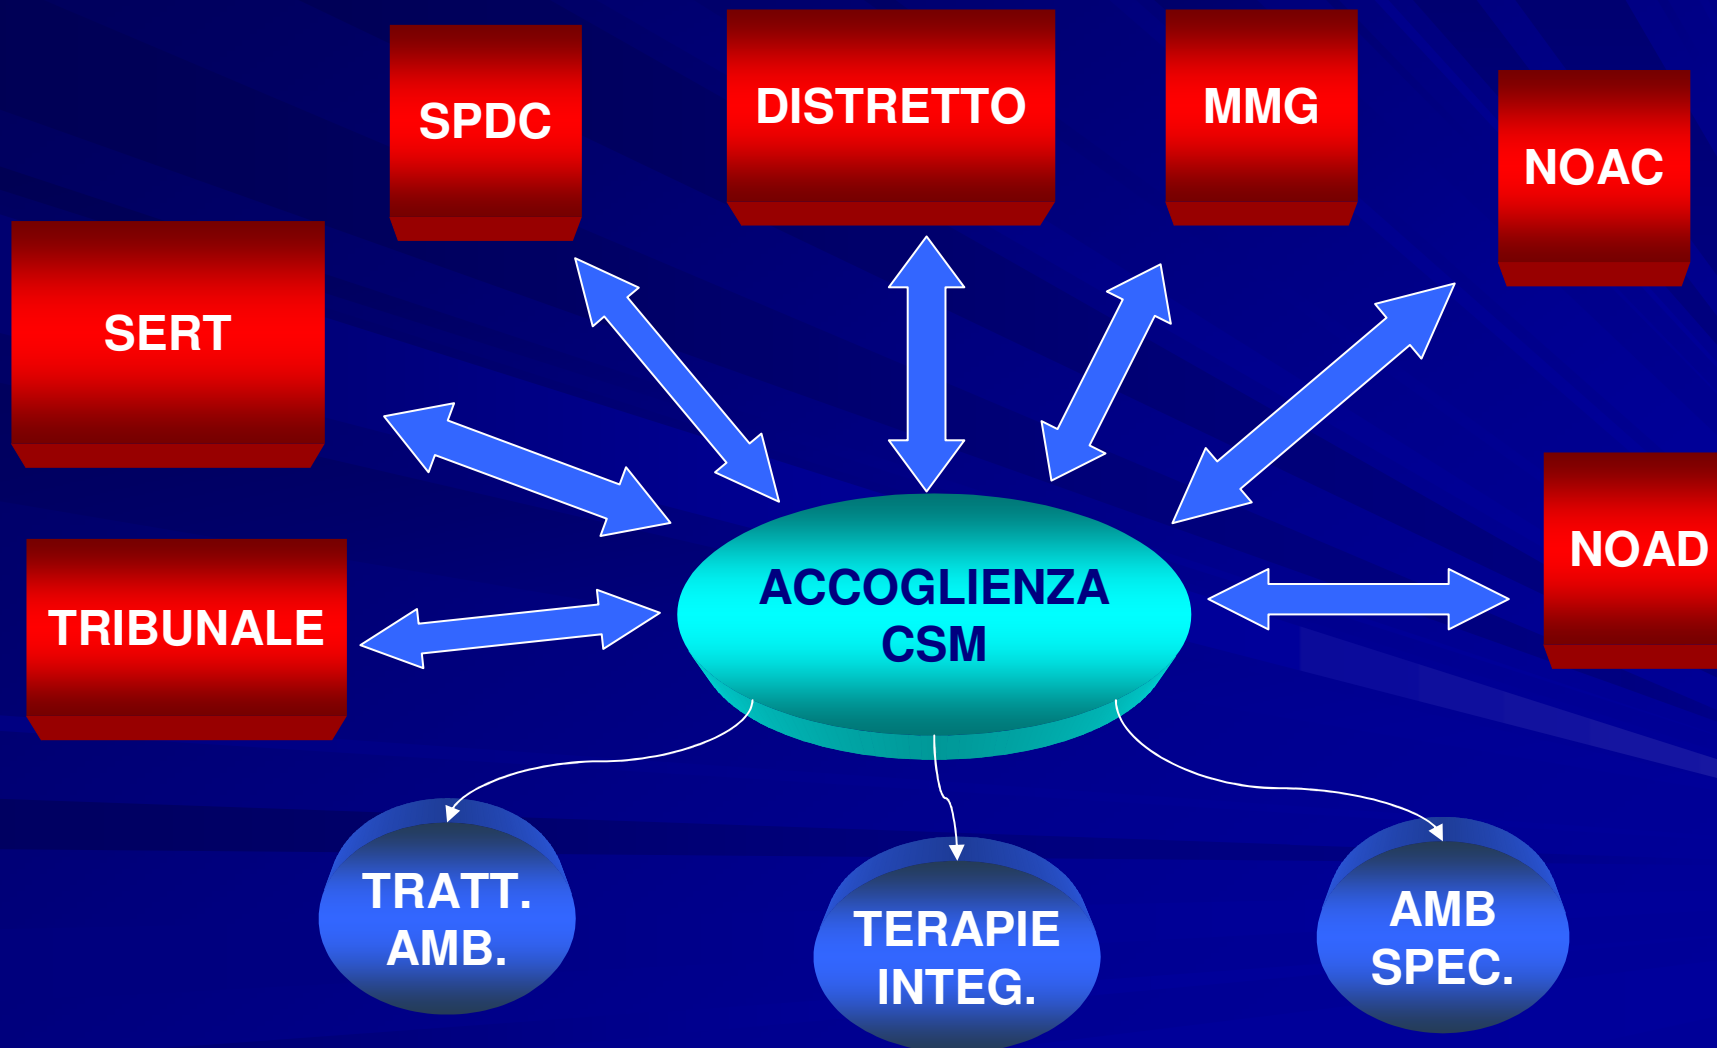 SPDC
DISTRETTO
MMG
NOAC
SERT
NOAD
TRIBUNALE
ACCOGLIENZA
CSM
TRATT.
AMB.
TERAPIE
INTEG.
AMB
SPEC.